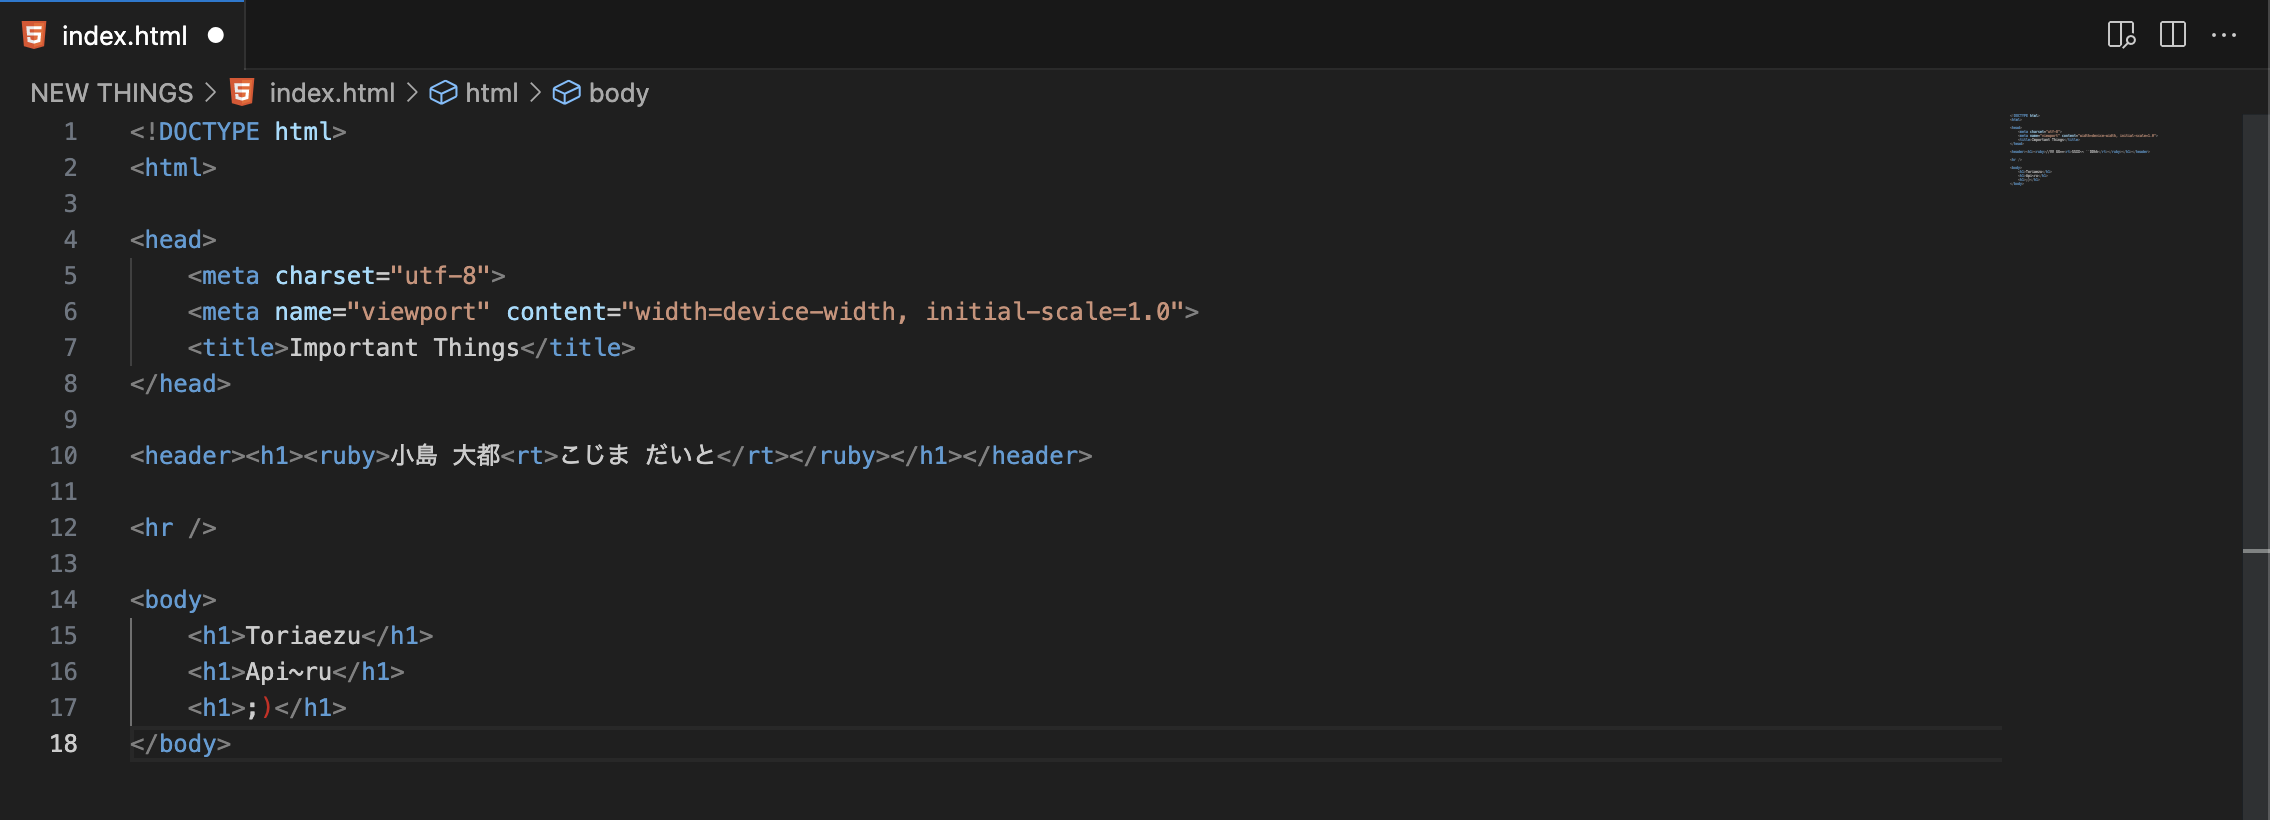 index.html
NEW THINGS > index.html > html > body
1 <!DOCTYPE html>
2 <html>
3
4 <head>
5     <meta charset="utf-8">
6     <meta name="viewport" content="width=device-width, initial-scale=1.0">
7     <title>Important Things</title>
8 </head>
9
10 <header><h1><ruby>小島 大都<rt>こじま だいと</rt></ruby></h1></header>
11
12 <hr />
13
14 <body>
15     <h1>Toriaezu</h1>
16     <h1>Api~ru</h1>
17     <h1>;)</h1>
18 </body>